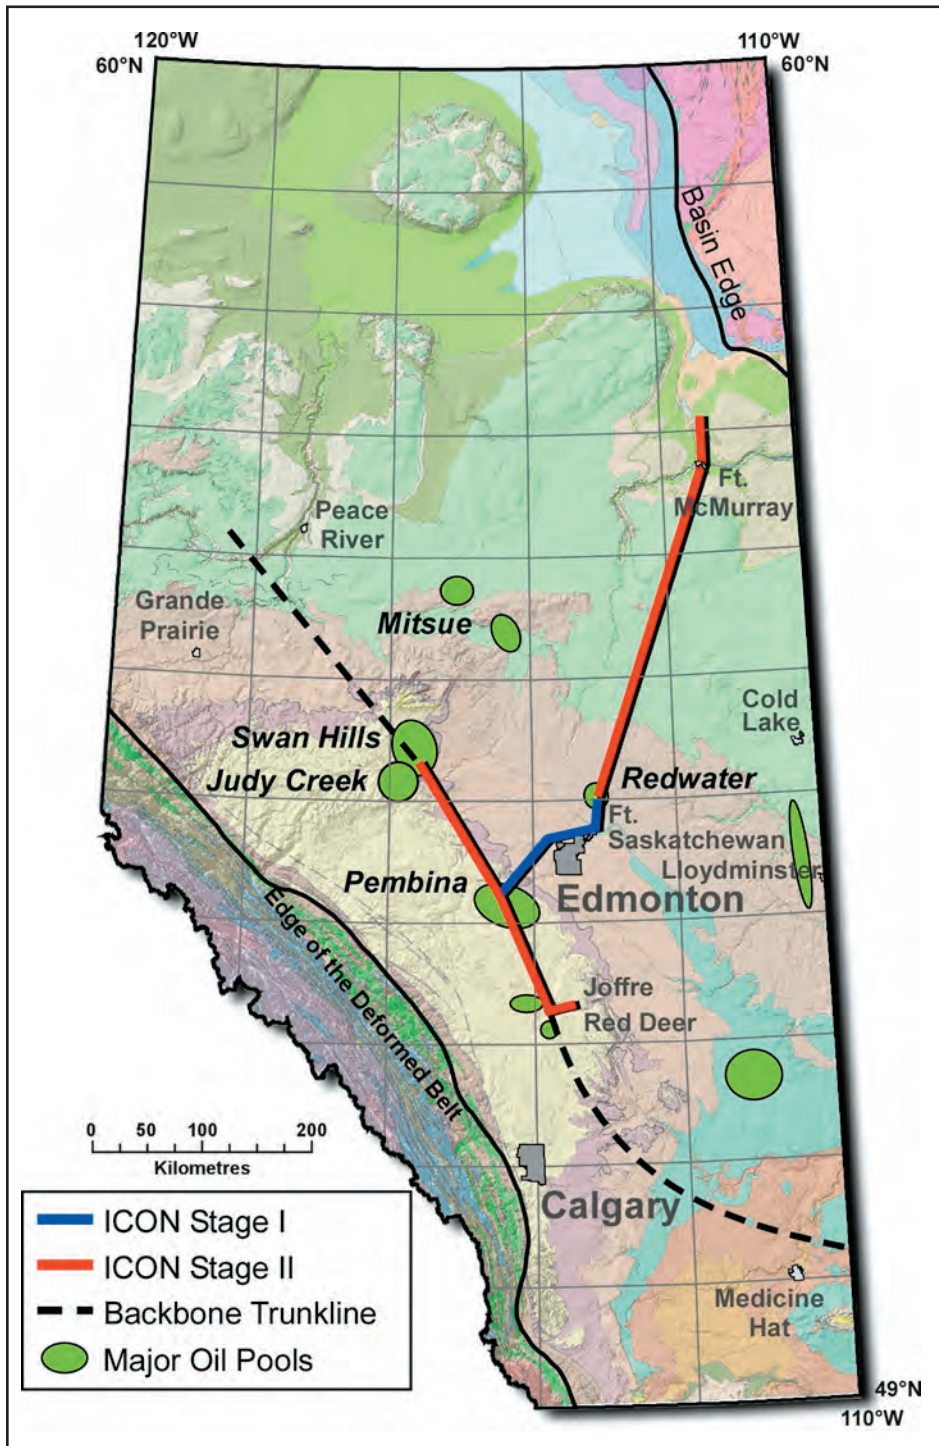 120°W
110°W
60°N
60°N
Basin Edge
Ft.
McMurray
Peace
River
Grande
Prairie
Mitsue
Cold
Lake
Swan Hills
Judy Creek
Redwater
Ft.
Saskatchewan
Lloydminster
Pembina
Edmonton
Edge of the Deformed Belt
Joffre
Red Deer
0 50 100 200
Kilometres
Calgary
ICON Stage I
ICON Stage II
Backbone Trunkline
Major Oil Pools
Medicine
Hat
49°N
110°W